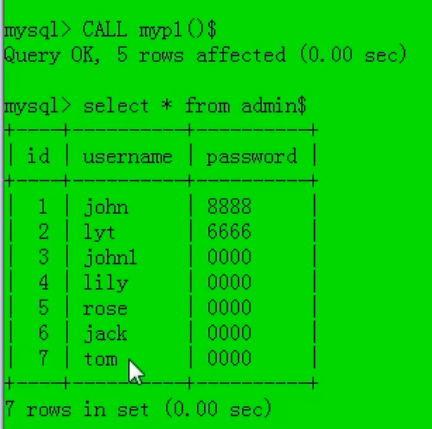 mysql> CALL myp1()$
Query OK, 5 rows affected (0.00 sec)
mysql> select * from admin$
+----+----------+----------+
| id | username | password |
+----+----------+----------+
| 1 | john | 8888 |
| 2 | lyt | 6666 |
| 3 | john1 | 0000 |
| 4 | lily | 0000 |
| 5 | rose | 0000 |
| 6 | jack | 0000 |
| 7 | tom | 0000 |
+----+----------+----------+
7 rows in set (0.00 sec)